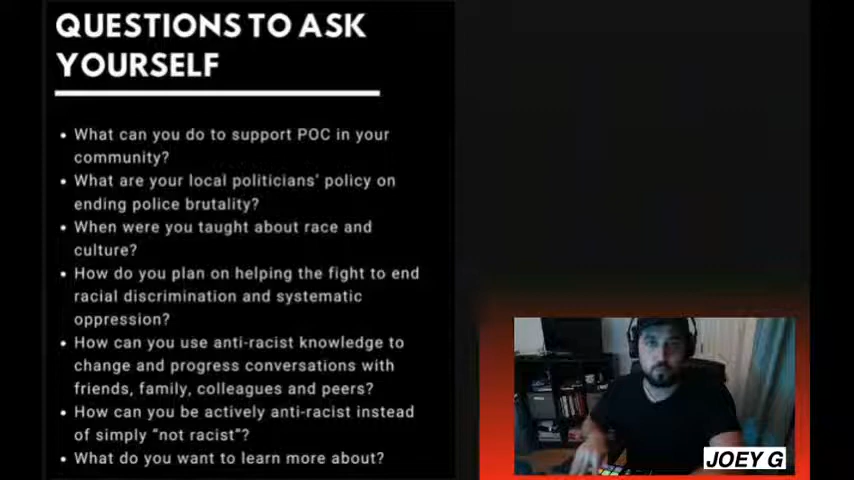 QUESTIONS TO ASK
YOURSELF
• What can you do to support POC in your
community?
• What are your local politicians' policy on
ending police brutality?
• When were you taught about race and
culture?
• How do you plan on helping the fight to end
racial discrimination and systematic
oppression?
• How can you use anti-racist knowledge to
change and progress conversations with
friends, family, colleagues and peers?
• How can you be actively anti-racist instead
of simply “not racist”?
• What do you want to learn more about?
JOEY G